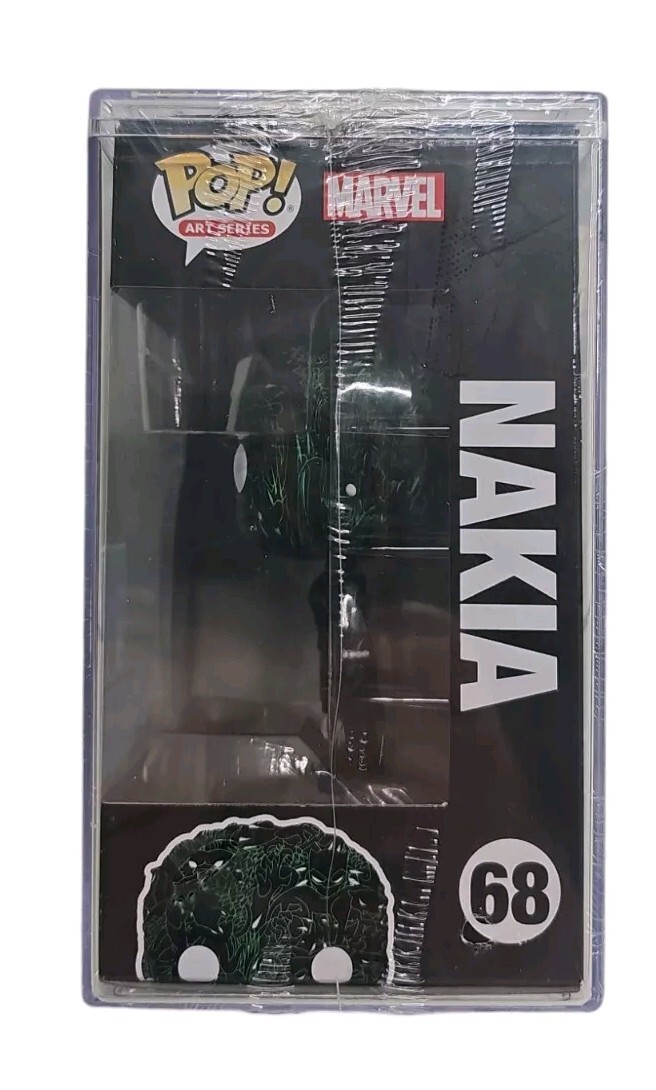 POP!
ART SERIES
MARVEL
NAKIA
68